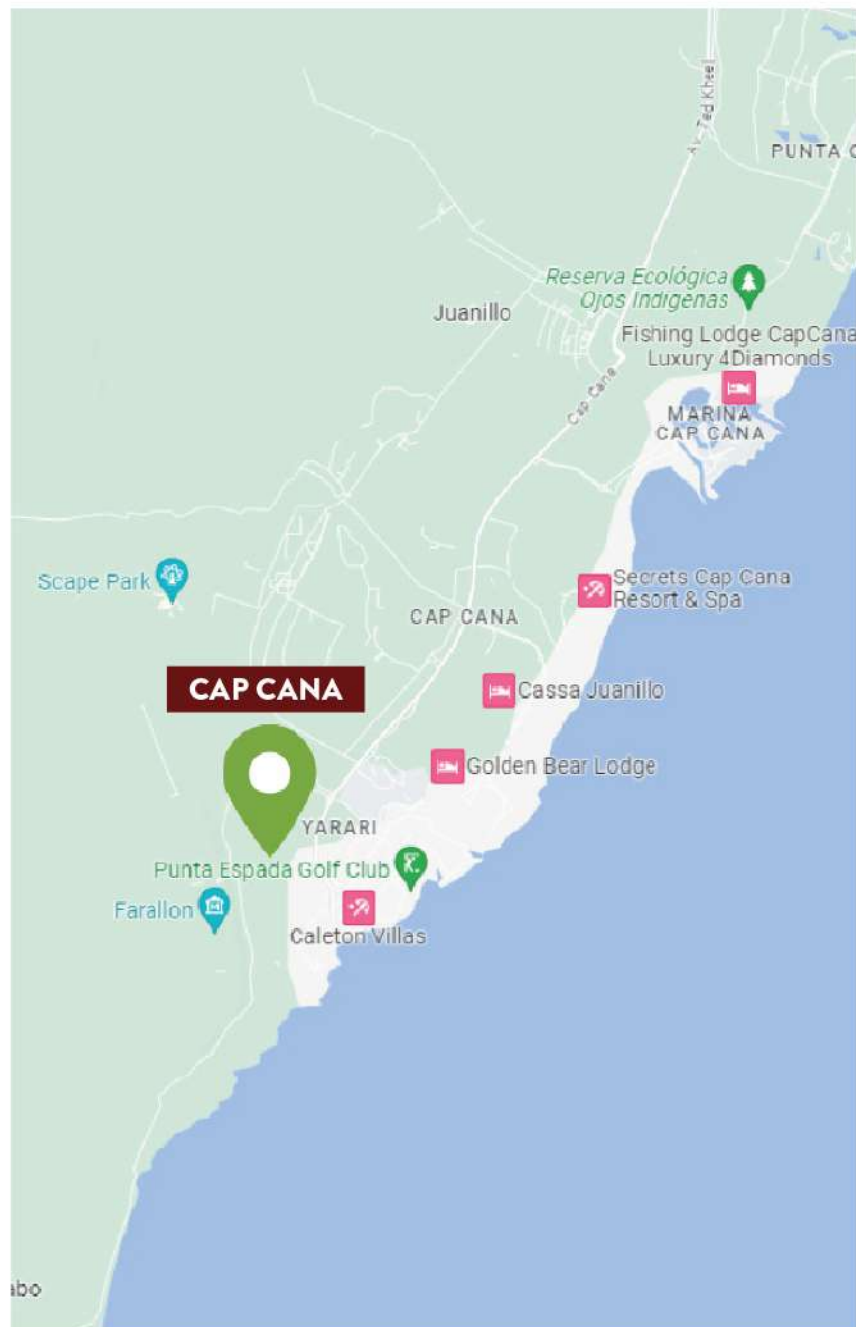 Av. Ted Kheel
PUNTA C
Reserva Ecológica
Ojos Indigenas
Juanillo
Fishing Lodge CapCana
Luxury 4Diamonds
MARINA
CAP CANA
Cap Cana
Scape Park
Secrets Cap Cana
Resort & Spa
CAP CANA
CAP CANA
Cassa Juanillo
Golden Bear Lodge
YARARI
Punta Espada Golf Club
Farallon
Caleton Villas
abo